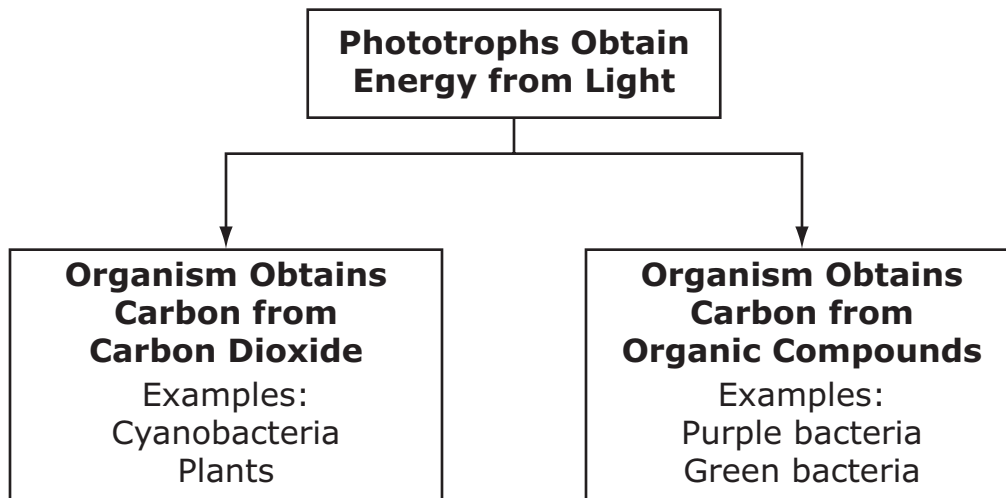 Phototrophs Obtain
Energy from Light
Organism Obtains
Carbon from
Carbon Dioxide
Examples:
Cyanobacteria
Plants
Organism Obtains
Carbon from
Organic Compounds
Examples:
Purple bacteria
Green bacteria